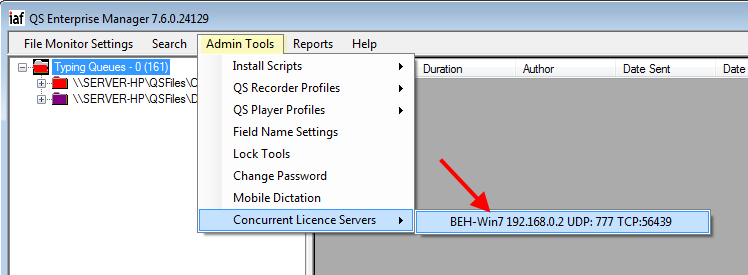 iaf QS Enterprise Manager 7.6.0.24129
File Monitor Settings Search Admin Tools Reports Help
Typing Queues - 0 (161)
\\SERVER-HP\QSFiles\
\\SERVER-HP\QSFiles\
Install Scripts
QS Recorder Profiles
QS Player Profiles
Field Name Settings
Lock Tools
Change Password
Mobile Dictation
Concurrent Licence Servers
Duration Author Date Sent Date
BEH-Win7 192.168.0.2 UDP: 777 TCP:56439